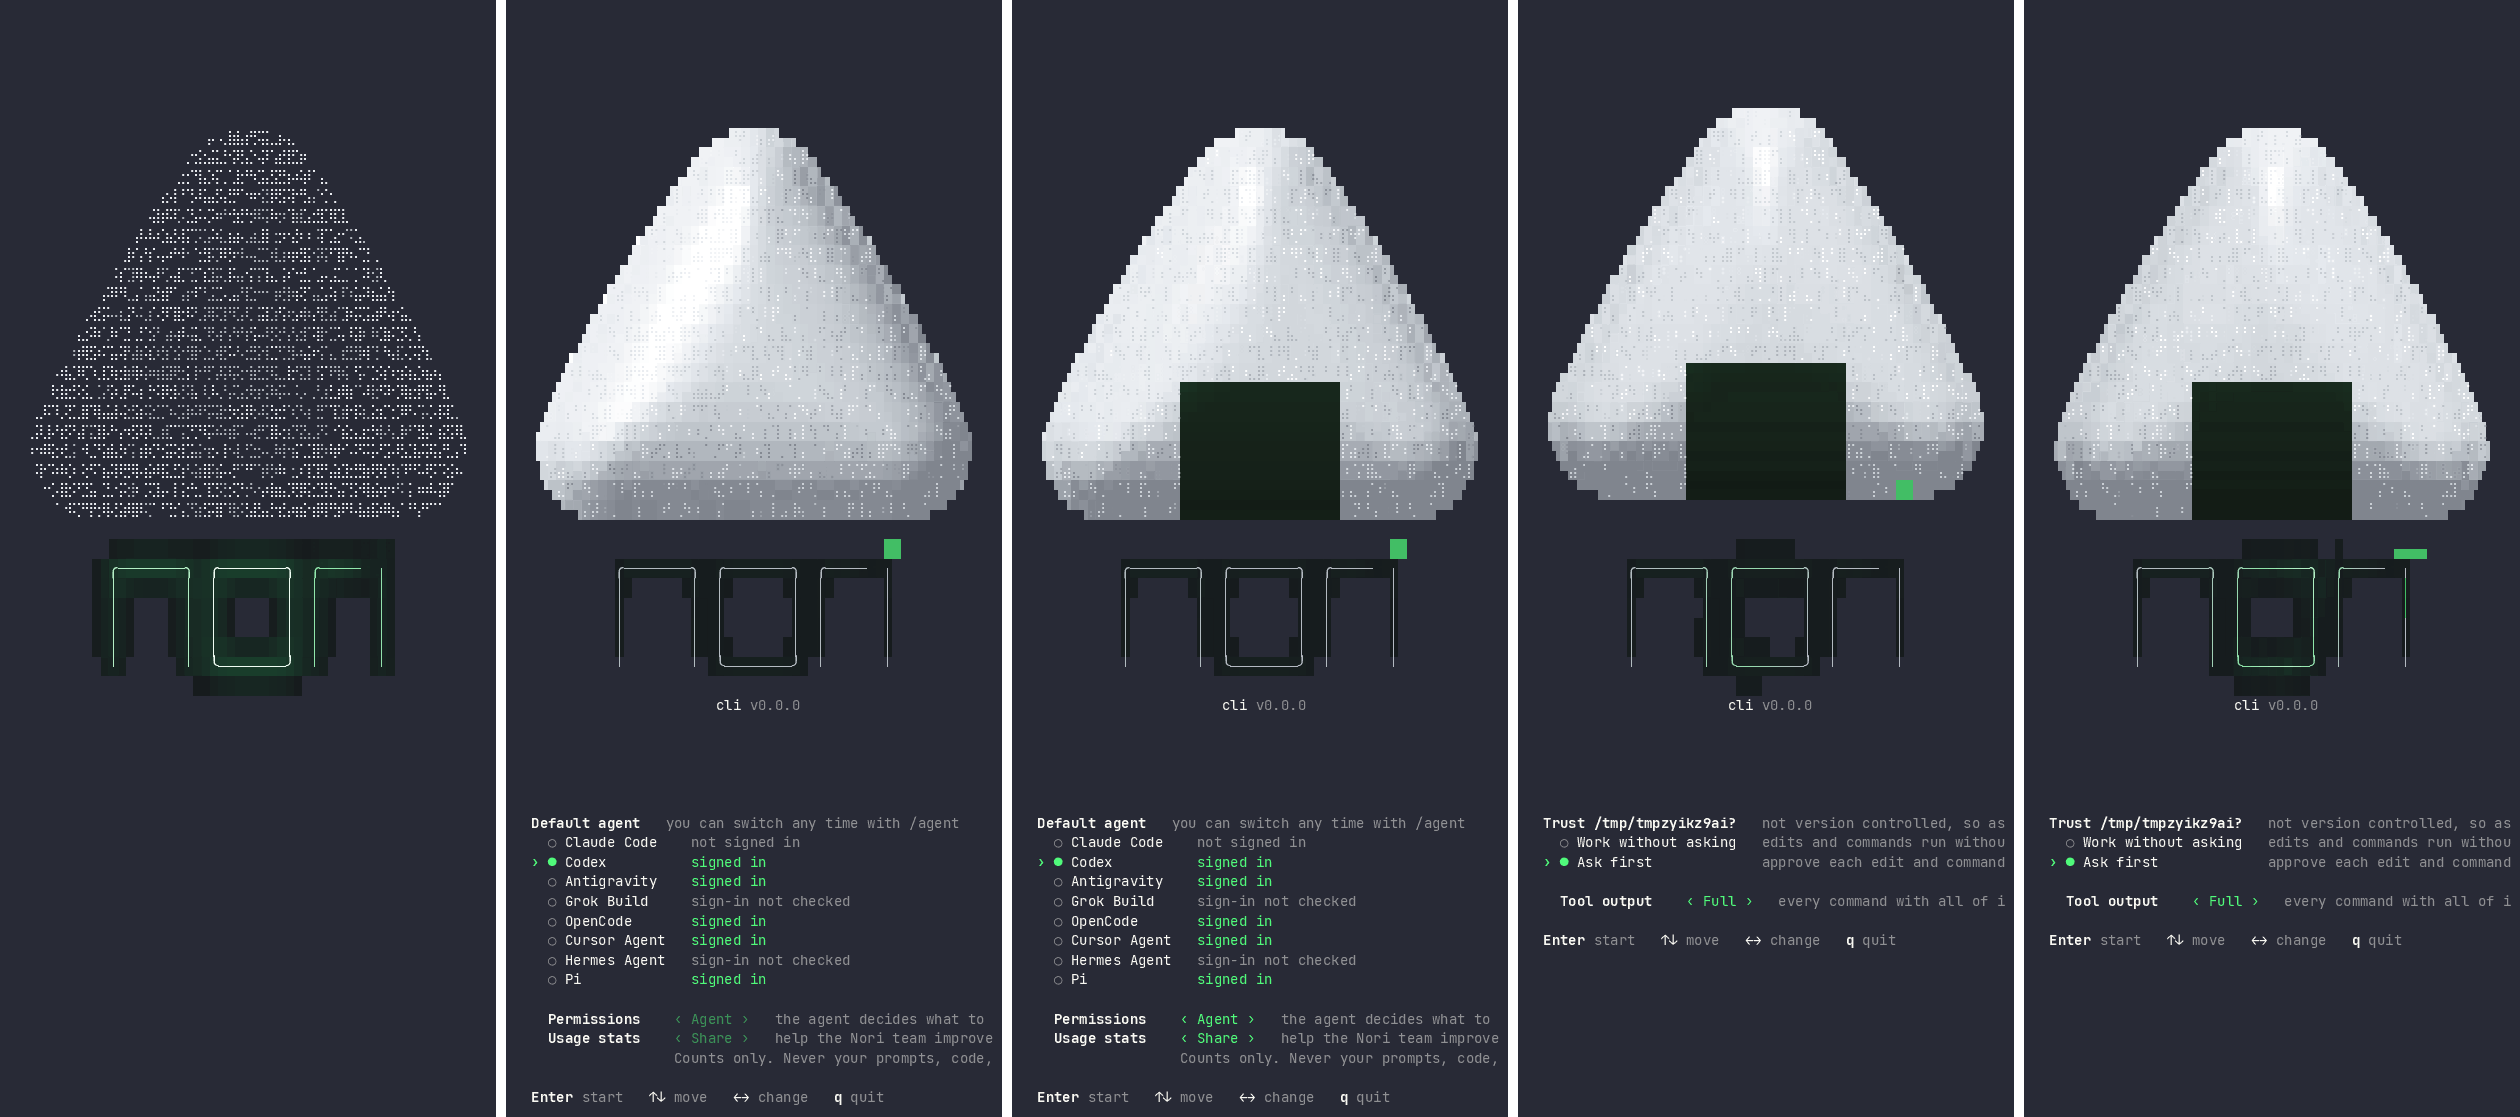 nori
cli v0.0.0
Default agent you can switch any time with /agent
○ Claude Code not signed in
› ● Codex signed in
○ Antigravity signed in
○ Grok Build sign-in not checked
○ OpenCode signed in
○ Cursor Agent signed in
○ Hermes Agent sign-in not checked
○ Pi signed in
Permissions ‹ Agent › the agent decides what to
Usage stats ‹ Share › help the Nori team improve
Counts only. Never your prompts, code,
Enter start ↑↓ move ↔ change q quit
nori
cli v0.0.0
Default agent you can switch any time with /agent
○ Claude Code not signed in
› ● Codex signed in
○ Antigravity signed in
○ Grok Build sign-in not checked
○ OpenCode signed in
○ Cursor Agent signed in
○ Hermes Agent sign-in not checked
○ Pi signed in
Permissions ‹ Agent › the agent decides what to
Usage stats ‹ Share › help the Nori team improve
Counts only. Never your prompts, code,
Enter start ↑↓ move ↔ change q quit
nori
cli v0.0.0
Trust /tmp/tmpzyikz9ai? not version controlled, so as
○ Work without asking edits and commands run withou
› ● Ask first approve each edit and command
Tool output ‹ Full › every command with all of i
Enter start ↑↓ move ↔ change q quit
nori
cli v0.0.0
Trust /tmp/tmpzyikz9ai? not version controlled, so as
○ Work without asking edits and commands run withou
› ● Ask first approve each edit and command
Tool output ‹ Full › every command with all of i
Enter start ↑↓ move ↔ change q quit
nori